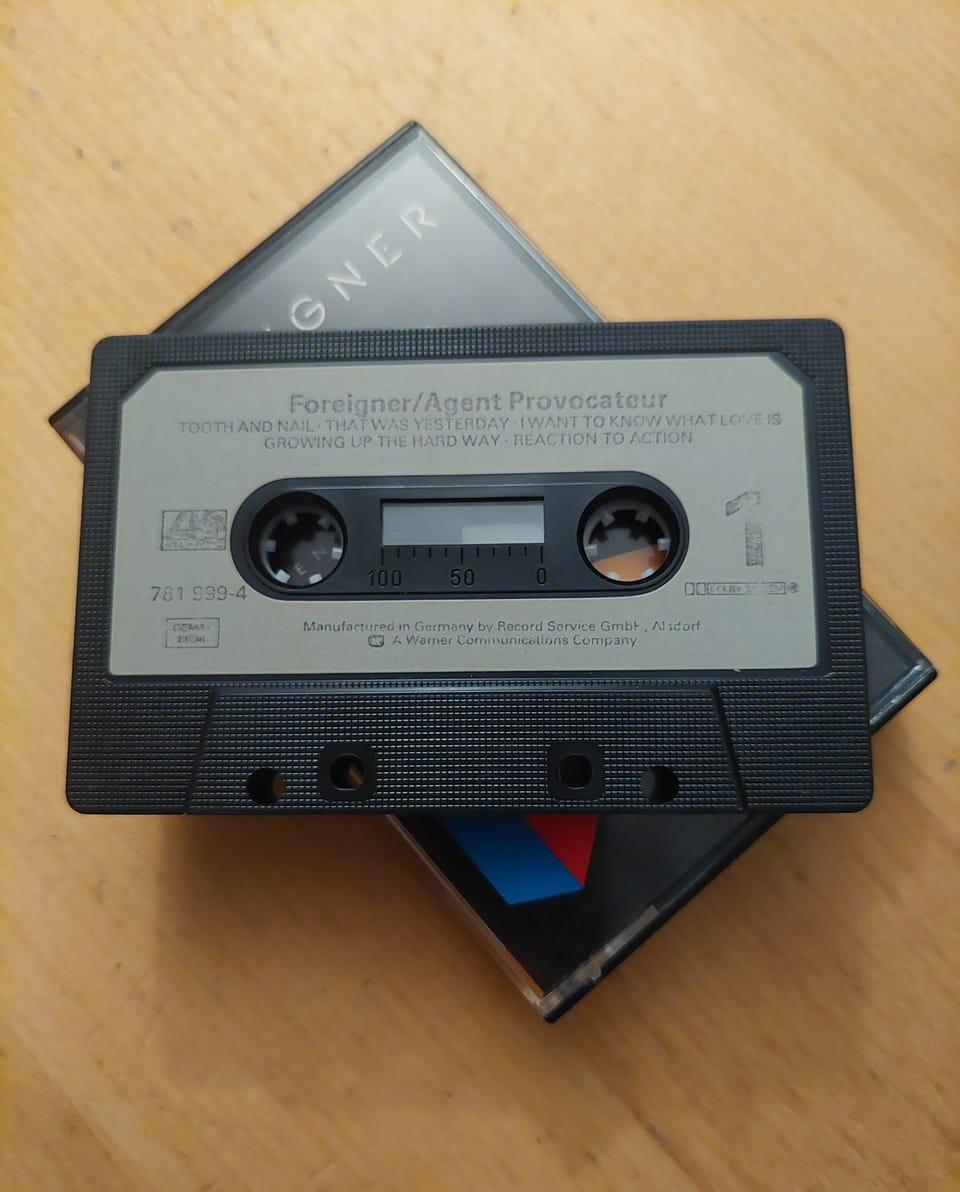 GNER
Foreigner/Agent Provocateur
TOOTH AND NAIL · THAT WAS YESTERDAY · I WANT TO KNOW WHAT LOVE IS
GROWING UP THE HARD WAY · REACTION TO ACTION
1
100 50 0
781 999-4
DOLBY SYSTEM
Manufactured in Germany by Record Service GmbH, Alsdorf
A Warner Communications Company